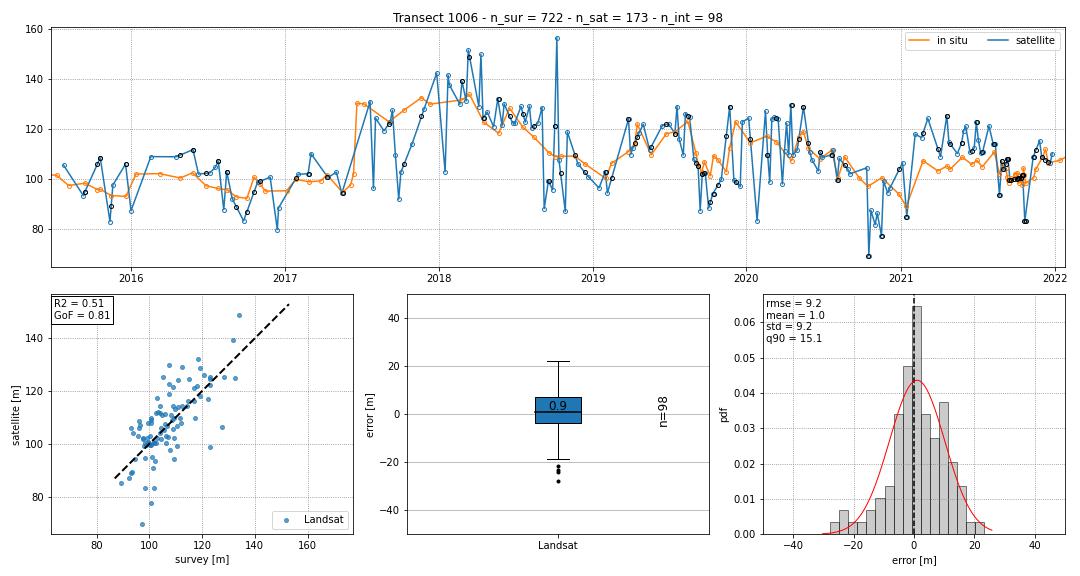 Transect 1006 - n_sur = 722 - n_sat = 173 - n_int = 98
160
140
120
100
80
in situ
satellite
2016
2017
2018
2019
2020
2021
2022
R2 = 0.51
GoF = 0.81
satellite [m]
140
120
100
80
Landsat
80
100
120
140
160
survey [m]
error [m]
40
20
0
−20
−40
0.9
n=98
Landsat
rmse = 9.2
mean = 1.0
std = 9.2
q90 = 15.1
pdf
0.06
0.05
0.04
0.03
0.02
0.01
0.00
−40
−20
0
20
40
error [m]